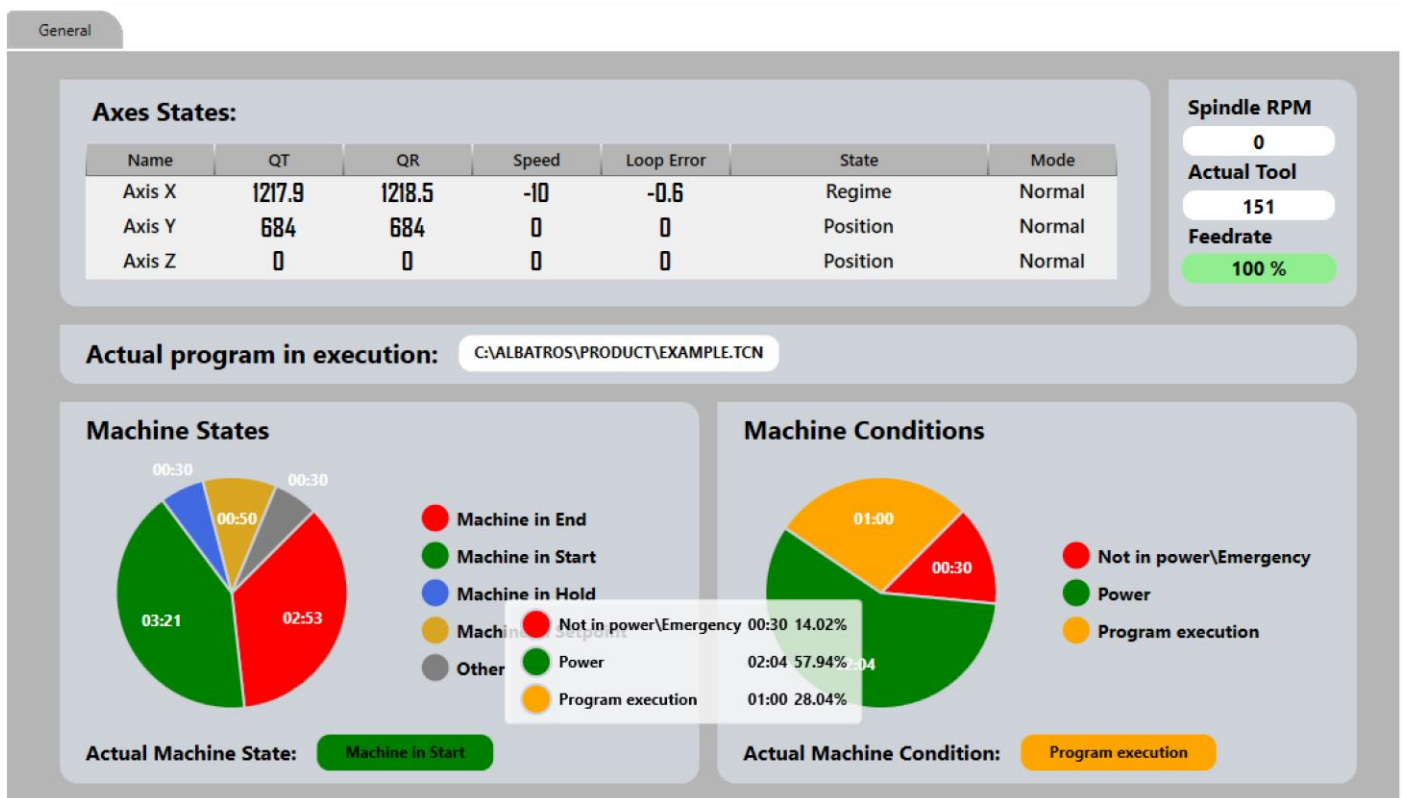 General
Axes States:
Name QT QR Speed Loop Error State Mode
Axis X 1217.9 1218.5 -10 -0.6 Regime Normal
Axis Y 684 684 0 0 Position Normal
Axis Z 0 0 0 0 Position Normal
Spindle RPM
0
Actual Tool
151
Feedrate
100 %
Actual program in execution: C:\ALBATROS\PRODUCT\EXAMPLE.TCN
Machine States
00:30
00:30
00:50
03:21
02:53
Machine in End
Machine in Start
Machine in Hold
Machine Setpoint
Other
Not in power\Emergency 00:30 14.02%
Power 02:04 57.94%
Program execution 01:00 28.04%
Actual Machine State: Machine in Start
Machine Conditions
01:00
00:30
2:04
Not in power\Emergency
Power
Program execution
Actual Machine Condition: Program execution